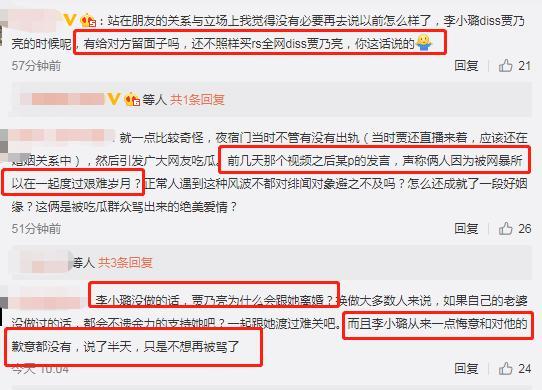 ：站在朋友的关系与立场上我觉得没有必要再去说以前怎么样了，李小璐diss贾乃
亮的时候呢，有给对方留面子吗，还不照样买rs全网diss贾乃亮，你这话说的
57分钟前 回复 21
等人 共1条回复
就一点比较奇怪，夜宿门当时不管有没有出轨（当时贾还直播来着，应该还在
婚姻关系中），然后引发广大网友吃瓜。前几天那个视频之后某p的发言，声称俩人因为被网暴所
以在一起度过艰难岁月？正常人遇到这种风波不都对绯闻对象避之不及吗？怎么还成就了一段好姻
缘？这俩是被吃瓜群众骂出来的绝美爱情？
51分钟前 回复 26
等人 共3条回复
李小璐没做的话，贾乃亮为什么会跟她离婚？换做大多数人来说，如果自己的老婆
没做过的话，都会不遗余力的支持她吧？一起跟她渡过难关吧。而且李小璐从来一点悔意和对他的
歉意都没有，说了半天，只是不想再被骂了
今天 10:04 回复 24